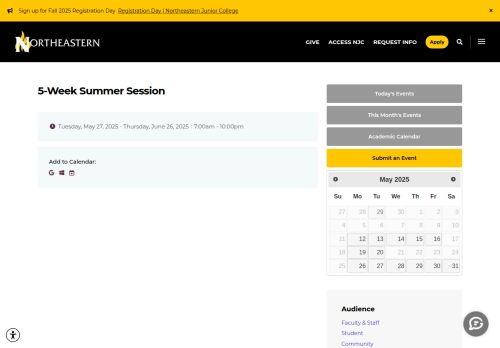 Sign up for Fall 2025 Registration Day Registration Day | Northeastern Junior College
×
NORTHEASTERN
GIVE ACCESS NJC REQUEST INFO Apply
5-Week Summer Session
Tuesday, May 27, 2025 - Thursday, June 26, 2025 : 7:00am - 10:00pm
Add to Calendar:
Today's Events
This Month's Events
Academic Calendar
Submit an Event
May 2025
Su Mo Tu We Th Fr Sa
27 28 29 30 1 2 3
4 5 6 7 8 9 10
11 12 13 14 15 16 17
18 19 20 21 22 23 24
25 26 27 28 29 30 31
Audience
Faculty & Staff
Student
Community